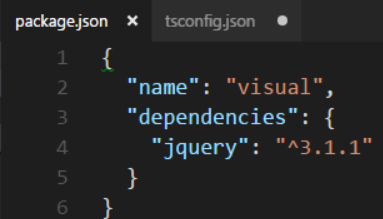 package.json × tsconfig.json ●
1 {
2   "name": "visual",
3   "dependencies": {
4     "jquery": "^3.1.1"
5   }
6 }